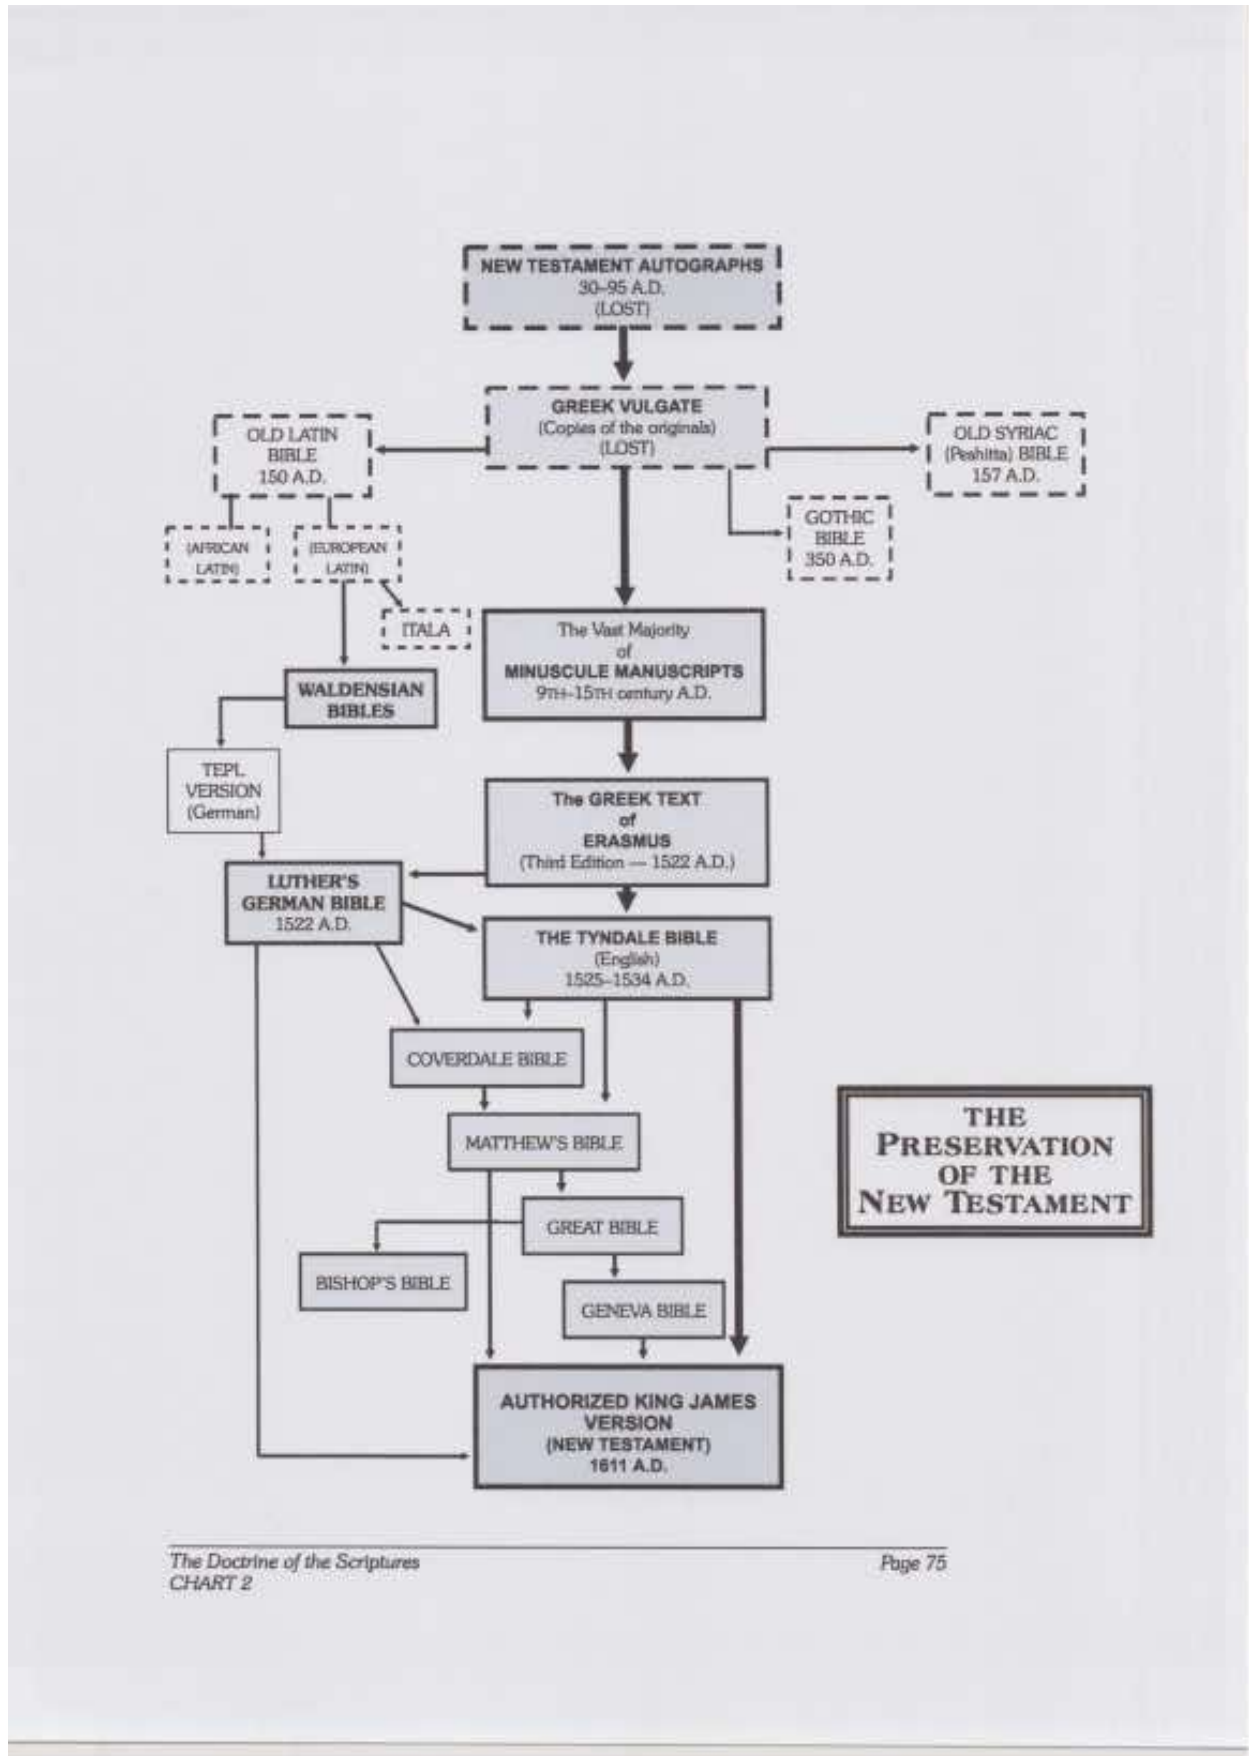 NEW TESTAMENT AUTOGRAPHS
30–95 A.D.
(LOST)
GREEK VULGATE
(Copies of the originals)
(LOST)
OLD LATIN
BIBLE
150 A.D.
OLD SYRIAC
(Peshitta) BIBLE
157 A.D.
GOTHIC
BIBLE
350 A.D.
(AFRICAN
LATIN)
(EUROPEAN
LATIN)
ITALA
The Vast Majority
of
MINUSCULE MANUSCRIPTS
9TH–15TH century A.D.
WALDENSIAN
BIBLES
TEPL
VERSION
(German)
The GREEK TEXT
of
ERASMUS
(Third Edition — 1522 A.D.)
LUTHER'S
GERMAN BIBLE
1522 A.D.
THE TYNDALE BIBLE
(English)
1525–1534 A.D.
COVERDALE BIBLE
MATTHEW'S BIBLE
GREAT BIBLE
BISHOP'S BIBLE
GENEVA BIBLE
THE
PRESERVATION
OF THE
NEW TESTAMENT
AUTHORIZED KING JAMES
VERSION
(NEW TESTAMENT)
1611 A.D.
The Doctrine of the Scriptures
CHART 2
Page 75